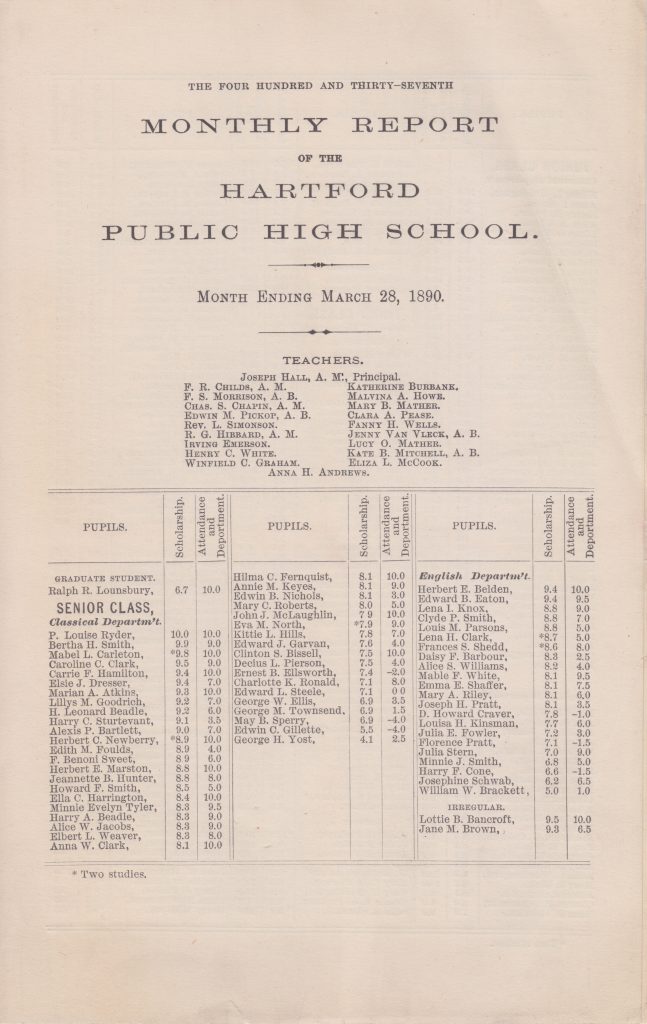 THE FOUR HUNDRED AND THIRTY-SEVENTH
MONTHLY REPORT
OF THE
HARTFORD
PUBLIC HIGH SCHOOL.
MONTH ENDING MARCH 28, 1890.
TEACHERS.
JOSEPH HALL, A. M., Principal.
F. R. CHILDS, A. M. KATHERINE BURBANK.
F. S. MORRISON, A. B. MALVINA A. HOWE.
CHAS. S. CHAPIN, A. M. MARY B. MATHER.
EDWIN M. PICKOP, A. B. CLARA A. PEASE.
REV. L. SIMONSON. FANNY H. WELLS.
R. G. HIBBARD, A. M. JENNY VAN VLECK, A. B.
IRVING EMERSON. LUCY O. MATHER.
HENRY C. WHITE. KATE B. MITCHELL, A. B.
WINFIELD C. GRAHAM. ELIZA L. MCCOOK.
ANNA H. ANDREWS.
PUPILS. Scholarship. Attendance and Department.
GRADUATE STUDENT.
Ralph R. Lounsbury, 6.7 10.0
SENIOR CLASS,
Classical Departm't.
P. Louise Ryder, 10.0 10.0
Bertha H. Smith, 9.9 9.0
Mabel L. Carleton, *9.8 10.0
Caroline C. Clark, 9.5 9.0
Carrie F. Hamilton, 9.4 10.0
Elsie J. Dresser, 9.4 7.0
Marian A. Atkins, 9.3 10.0
Lillys M. Goodrich, 9.2 7.0
H. Leonard Beadle, 9.2 6.0
Harry C. Sturtevant, 9.1 3.5
Alexis P. Bartlett, 9.0 7.0
Herbert C. Newberry, *8.9 10.0
Edith M. Foulds, 8.9 4.0
F. Benoni Sweet, 8.9 6.0
Herbert E. Marston, 8.8 10.0
Jeannette B. Hunter, 8.8 8.0
Howard F. Smith, 8.5 5.0
Ella C. Harrington, 8.4 10.0
Minnie Evelyn Tyler, 8.3 9.5
Harry A. Beadle, 8.3 9.0
Alice W. Jacobs, 8.3 9.0
Elbert L. Weaver, 8.3 8.0
Anna W. Clark, 8.1 10.0
PUPILS. Scholarship. Attendance and Department.
Hilma C. Fernquist, 8.1 10.0
Annie M. Keyes, 8.1 9.0
Edwin B. Nichols, 8.1 3.0
Mary C. Roberts, 8.0 5.0
John J. McLaughlin, 7 9 10.0
Eva M. North, *7.9 9.0
Kittie L. Hills, 7.8 7.0
Edward J. Garvan, 7.6 4.0
Clinton S. Bissell, 7.5 10.0
Decius L. Pierson, 7.5 4.0
Ernest B. Ellsworth, 7.4 -2.0
Charlotte K. Ronald, 7.1 8.0
Edward L. Steele, 7.1 0 0
George W. Ellis, 6.9 3.5
George M. Townsend, 6.9 1.5
May B. Sperry, 6.9 -4.0
Edwin C. Gillette, 5.5 -4.0
George H. Yost, 4.1 2.5
PUPILS. Scholarship. Attendance and Department.
English Departm't.
Herbert E. Belden, 9.4 10.0
Edward B. Eaton, 9.4 9.5
Lena I. Knox, 8.8 9.0
Clyde P. Smith, 8.8 7.0
Louis M. Parsons, 8.8 5.0
Lena H. Clark, *8.7 5.0
Frances S. Shedd, *8.6 8.0
Daisy F. Barbour, 8.3 2.5
Alice S. Williams, 8.2 4.0
Mable F. White, 8.1 9.5
Emma E. Shaffer, 8.1 7.5
Mary A. Riley, 8.1 6.0
Joseph H. Pratt, 8.1 3.5
D. Howard Craver, 7.8 -1.0
Louisa H. Kinsman, 7.7 6.0
Julia E. Fowler, 7.2 3.0
Florence Pratt, 7.1 -1.5
Julia Stern, 7.0 9.0
Minnie J. Smith, 6.8 5.0
Harry F. Cone, 6.6 -1.5
Josephine Schwab, 6.2 6.5
William W. Brackett, 5.0 1.0
IRREGULAR.
Lottie B. Bancroft, 9.5 10.0
Jane M. Brown, 9.3 6.5
* Two studies.